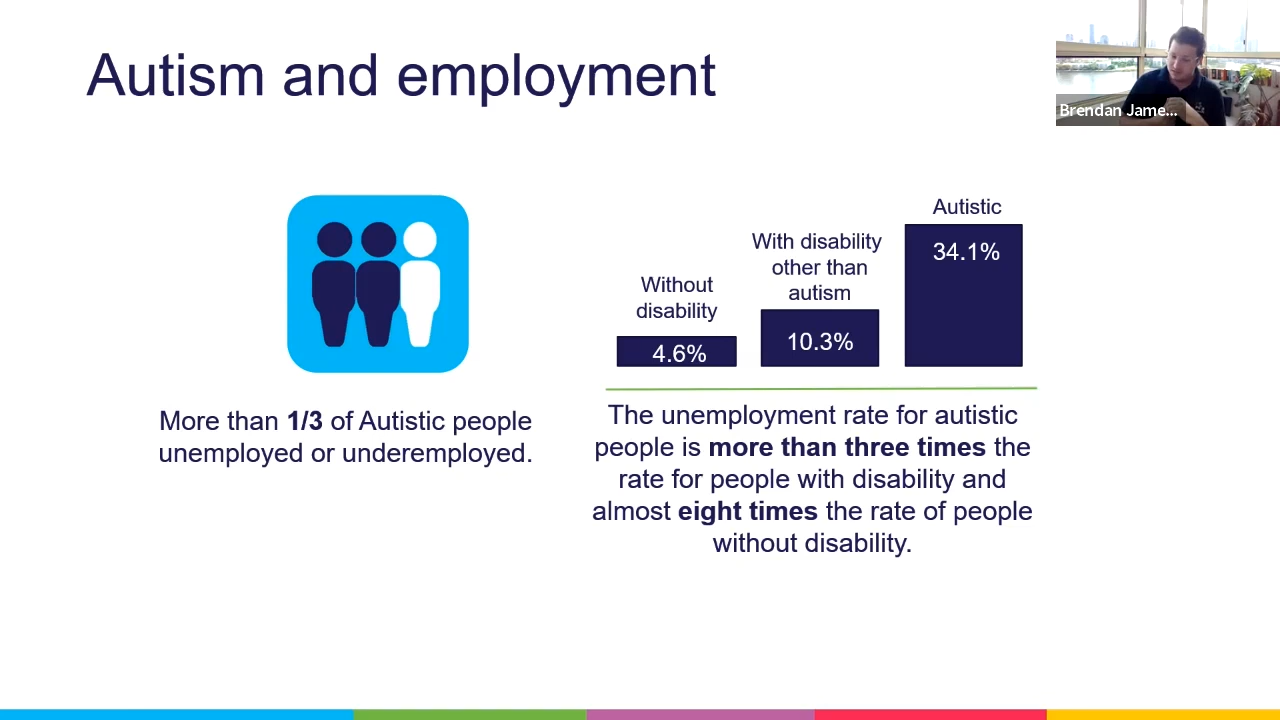 Autism and employment
Brendan Jame...
More than 1/3 of Autistic people
unemployed or underemployed.
Without
disability
4.6%
With disability
other than
autism
10.3%
Autistic
34.1%
The unemployment rate for autistic
people is more than three times the
rate for people with disability and
almost eight times the rate of people
without disability.